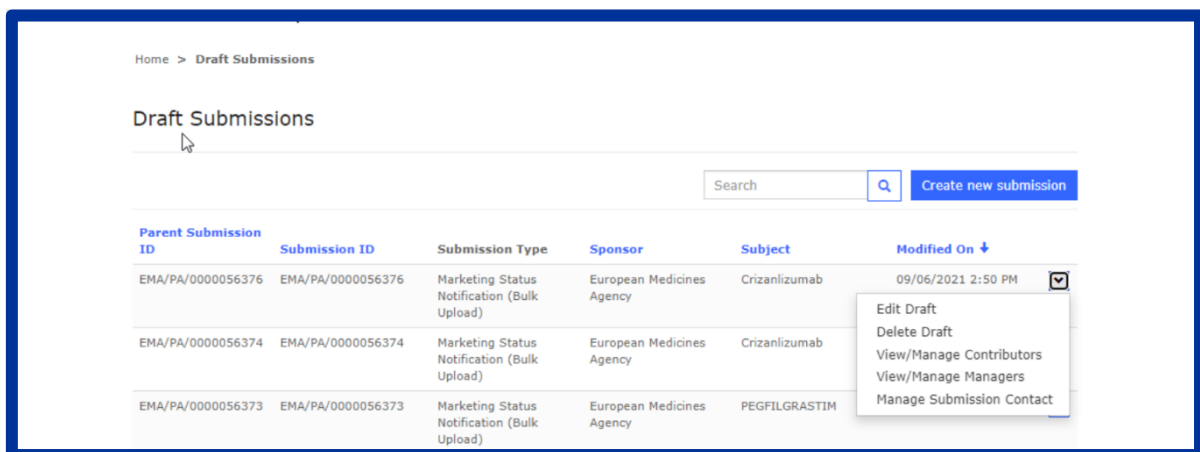 Home > Draft Submissions
Draft Submissions
Search
Create new submission
Parent Submission
ID Submission ID Submission Type Sponsor Subject Modified On
EMA/PA/0000056376 EMA/PA/0000056376 Marketing Status European Medicines Crizanlizumab 09/06/2021 2:50 PM
Notification (Bulk Agency
Upload)
Edit Draft
Delete Draft
View/Manage Contributors
View/Manage Managers
Manage Submission Contact
EMA/PA/0000056374 EMA/PA/0000056374 Marketing Status European Medicines Crizanlizumab
Notification (Bulk Agency
Upload)
EMA/PA/0000056373 EMA/PA/0000056373 Marketing Status European Medicines PEGFILGRASTIM
Notification (Bulk Agency
Upload)